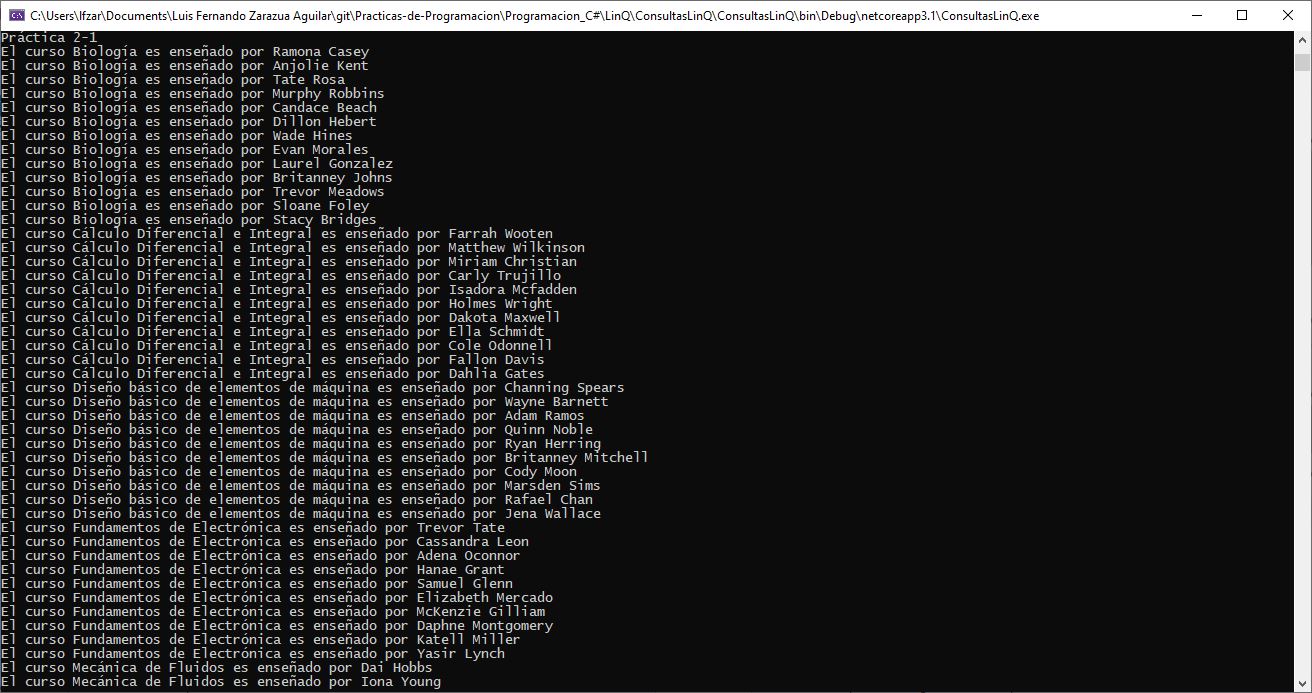 C:\Users\lfzar\Documents\Luis Fernando Zarazua Aguilar\git\Practicas-de-Programacion\Programacion_C#\LinQ\ConsultasLinQ\ConsultasLinQ\bin\Debug\netcoreapp3.1\ConsultasLinQ.exe
Práctica 2-1
El curso Biología es enseñado por Ramona Casey
El curso Biología es enseñado por Anjolie Kent
El curso Biología es enseñado por Tate Rosa
El curso Biología es enseñado por Murphy Robbins
El curso Biología es enseñado por Candace Beach
El curso Biología es enseñado por Dillon Hebert
El curso Biología es enseñado por Wade Hines
El curso Biología es enseñado por Evan Morales
El curso Biología es enseñado por Laurel Gonzalez
El curso Biología es enseñado por Britanney Johns
El curso Biología es enseñado por Trevor Meadows
El curso Biología es enseñado por Sloane Foley
El curso Biología es enseñado por Stacy Bridges
El curso Cálculo Diferencial e Integral es enseñado por Farrah Wooten
El curso Cálculo Diferencial e Integral es enseñado por Matthew Wilkinson
El curso Cálculo Diferencial e Integral es enseñado por Miriam Christian
El curso Cálculo Diferencial e Integral es enseñado por Carly Trujillo
El curso Cálculo Diferencial e Integral es enseñado por Isadora Mcfadden
El curso Cálculo Diferencial e Integral es enseñado por Holmes Wright
El curso Cálculo Diferencial e Integral es enseñado por Dakota Maxwell
El curso Cálculo Diferencial e Integral es enseñado por Ella Schmidt
El curso Cálculo Diferencial e Integral es enseñado por Cole Odonnell
El curso Cálculo Diferencial e Integral es enseñado por Fallon Davis
El curso Cálculo Diferencial e Integral es enseñado por Dahlia Gates
El curso Diseño básico de elementos de máquina es enseñado por Channing Spears
El curso Diseño básico de elementos de máquina es enseñado por Wayne Barnett
El curso Diseño básico de elementos de máquina es enseñado por Adam Ramos
El curso Diseño básico de elementos de máquina es enseñado por Quinn Noble
El curso Diseño básico de elementos de máquina es enseñado por Ryan Herring
El curso Diseño básico de elementos de máquina es enseñado por Britanney Mitchell
El curso Diseño básico de elementos de máquina es enseñado por Cody Moon
El curso Diseño básico de elementos de máquina es enseñado por Marsden Sims
El curso Diseño básico de elementos de máquina es enseñado por Rafael Chan
El curso Diseño básico de elementos de máquina es enseñado por Jena Wallace
El curso Fundamentos de Electrónica es enseñado por Trevor Tate
El curso Fundamentos de Electrónica es enseñado por Cassandra Leon
El curso Fundamentos de Electrónica es enseñado por Adena Oconnor
El curso Fundamentos de Electrónica es enseñado por Hanae Grant
El curso Fundamentos de Electrónica es enseñado por Samuel Glenn
El curso Fundamentos de Electrónica es enseñado por Elizabeth Mercado
El curso Fundamentos de Electrónica es enseñado por McKenzie Gilliam
El curso Fundamentos de Electrónica es enseñado por Daphne Montgomery
El curso Fundamentos de Electrónica es enseñado por Katell Miller
El curso Fundamentos de Electrónica es enseñado por Yasir Lynch
El curso Mecánica de Fluidos es enseñado por Dai Hobbs
El curso Mecánica de Fluidos es enseñado por Iona Young